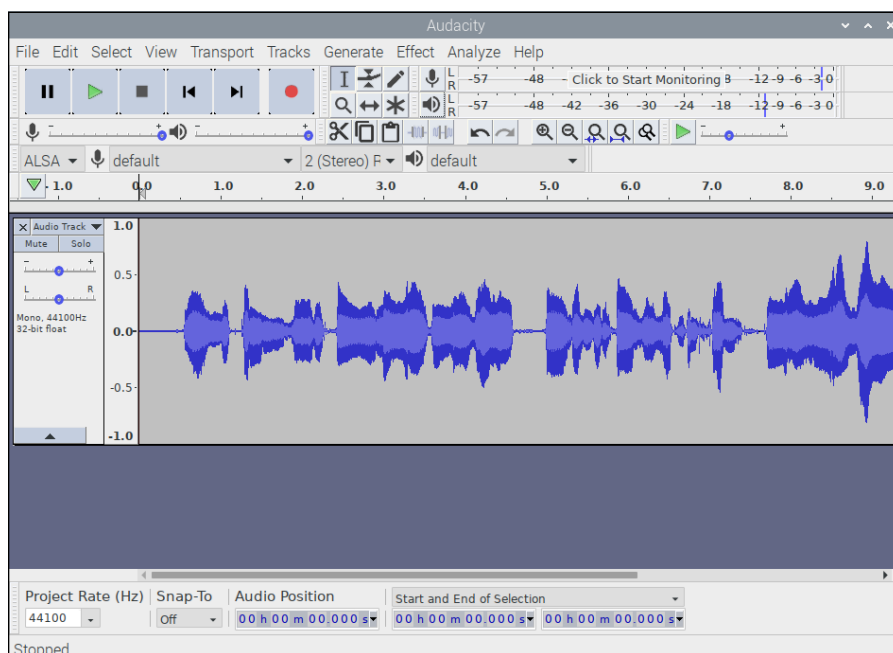 Audacity
File Edit Select View Transport Tracks Generate Effect Analyze Help
L R -57 -48 Click to Start Monitoring -12 -9 -6 -3 0
L R -57 -48 -42 -36 -30 -24 -18 -12 -9 -6 -3 0
- + - + - +
ALSA default 2 (Stereo) default
- 1.0 0.0 1.0 2.0 3.0 4.0 5.0 6.0 7.0 8.0 9.0
X Audio Track 1.0
Mute Solo
- + 0.5
L R
Mono, 44100Hz 0.0
32-bit float
-0.5
-1.0
Project Rate (Hz) Snap-To Audio Position Start and End of Selection
44100 Off 00 h 00 m 00.000 s 00 h 00 m 00.000 s 00 h 00 m 00.000 s
Stopped